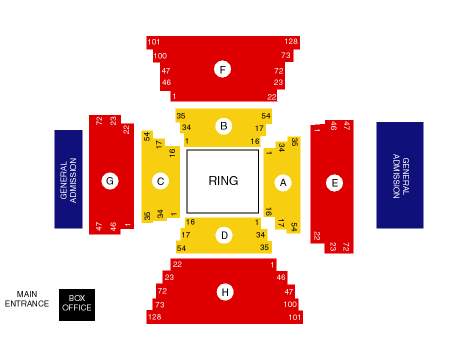 101 128
100 73
47 F 72
46 23
1 22
35 54
34 B 17
1 16
72 23 22
54 17 16
1 34 35
1 46 47
GENERAL
ADMISSION
G
C
RING
A
E
GENERAL
ADMISSION
47 46 1
35 34 1
16 17 54
22 23 72
16 1
17 D 34
54 35
22 1
23 46
72 H 47
73 100
128 101
MAIN
ENTRANCE
BOX
OFFICE